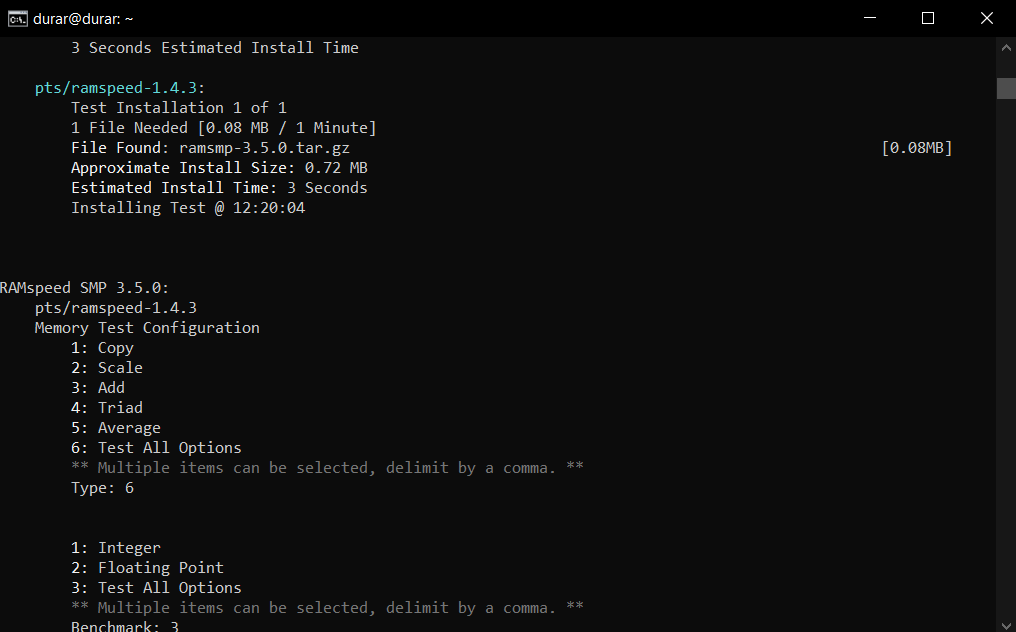 durar@durar: ~
3 Seconds Estimated Install Time
pts/ramspeed-1.4.3:
Test Installation 1 of 1
1 File Needed [0.08 MB / 1 Minute]
File Found: ramsmp-3.5.0.tar.gz [0.08MB]
Approximate Install Size: 0.72 MB
Estimated Install Time: 3 Seconds
Installing Test @ 12:20:04
RAMspeed SMP 3.5.0:
pts/ramspeed-1.4.3
Memory Test Configuration
1: Copy
2: Scale
3: Add
4: Triad
5: Average
6: Test All Options
** Multiple items can be selected, delimit by a comma. **
Type: 6
1: Integer
2: Floating Point
3: Test All Options
** Multiple items can be selected, delimit by a comma. **
Benchmark: 3